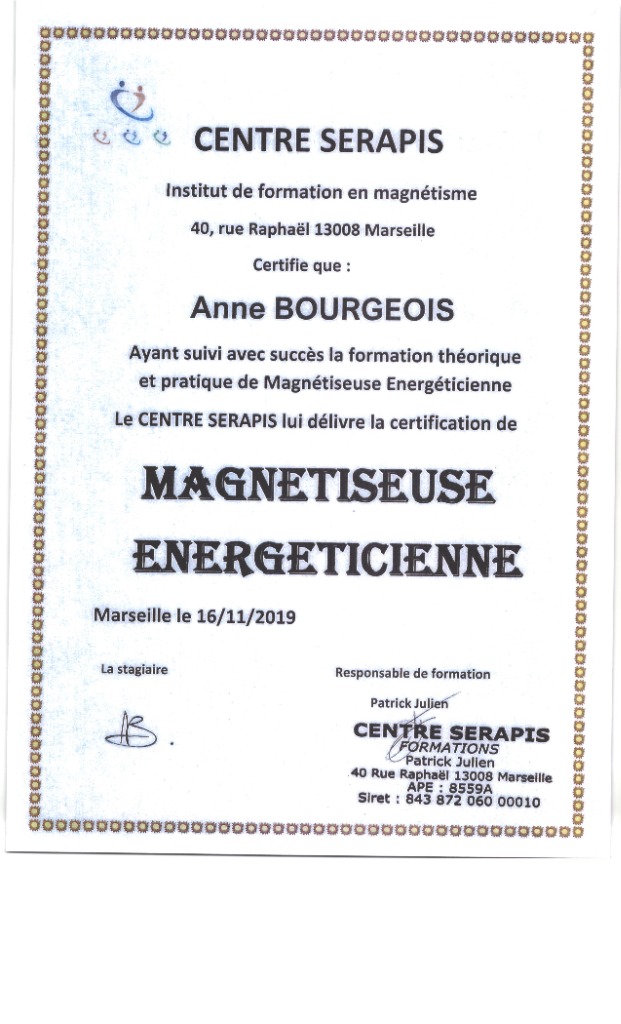 CENTRE SERAPIS
Institut de formation en magnétisme
40, rue Raphaël 13008 Marseille
Certifie que :
Anne BOURGEOIS
Ayant suivi avec succès la formation théorique
et pratique de Magnétiseuse Energéticienne
Le CENTRE SERAPIS lui délivre la certification de
MAGNETISEUSE
ENERGETICIENNE
Marseille le 16/11/2019
La stagiaire
Responsable de formation
Patrick Julien
AB
CENTRE SERAPIS
FORMATIONS
Patrick Julien
40 Rue Raphaël 13008 Marseille
APE : 8559A
Siret : 843 872 060 00010